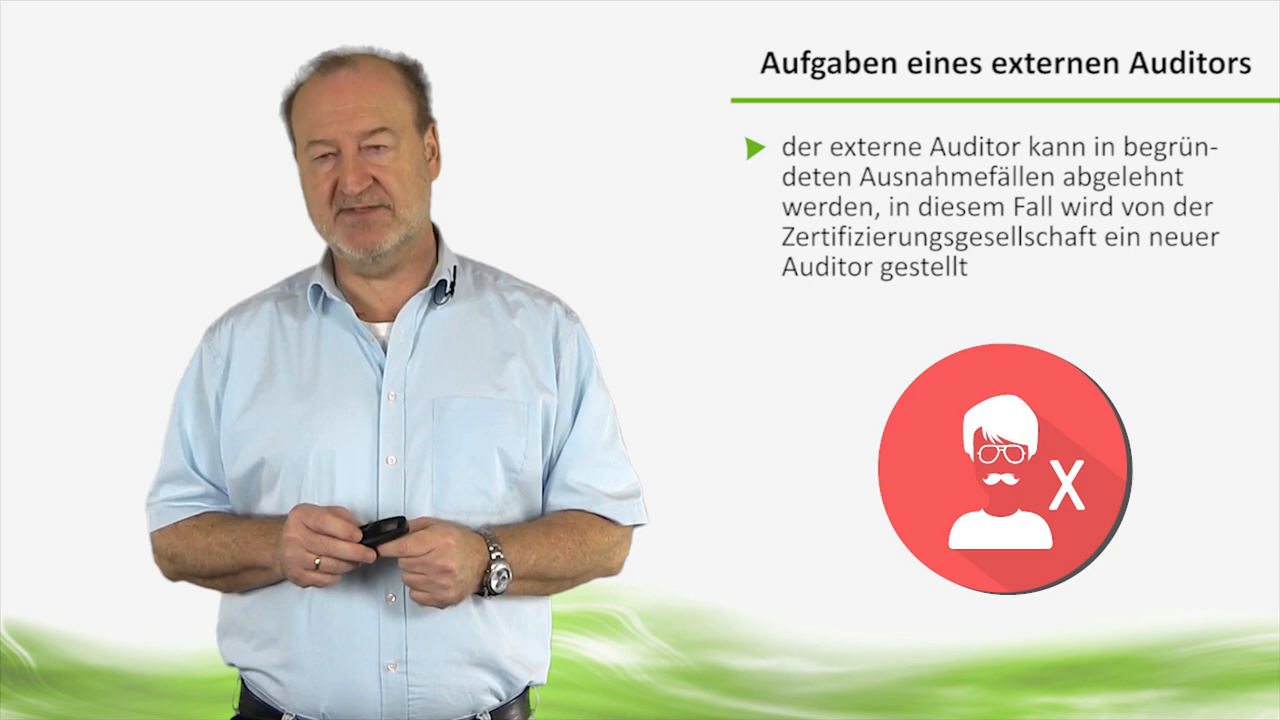 Aufgaben eines externen Auditors
der externe Auditor kann in begrün-
deten Ausnahmefällen abgelehnt
werden, in diesem Fall wird von der
Zertifizierungsgesellschaft ein neuer
Auditor gestellt
X